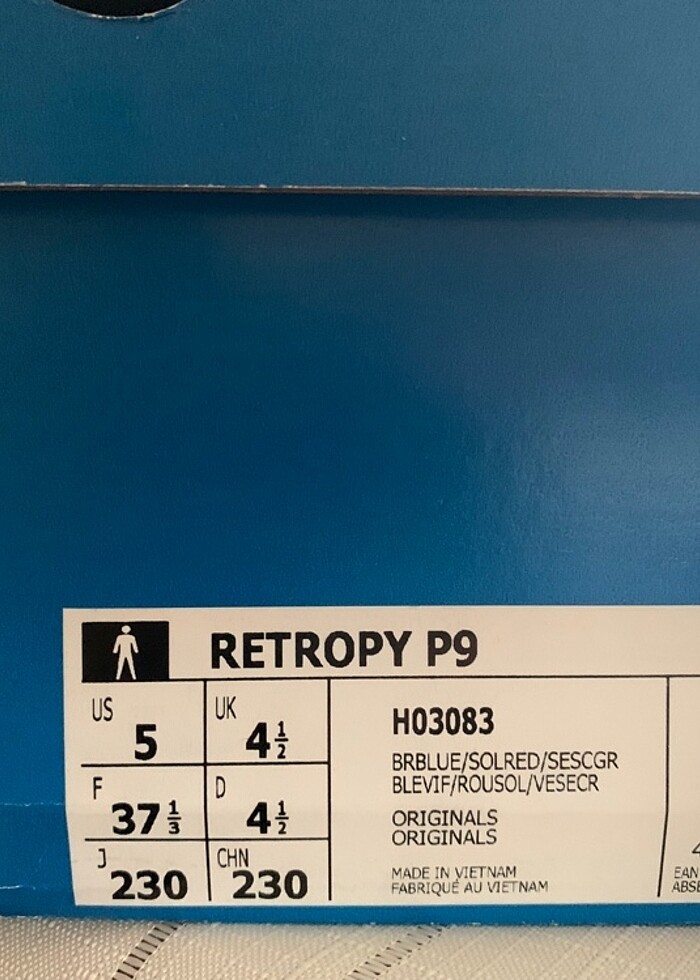 RETROPY P9
US 5 UK 4½
F 37⅓ D 4½
J 230 CHN 230
H03083
BRBLUE/SOLRED/SESCGR
BLEVIF/ROUSOL/VESECR
ORIGINALS
ORIGINALS
MADE IN VIETNAM
FABRIQUÉ AU VIETNAM
EAN